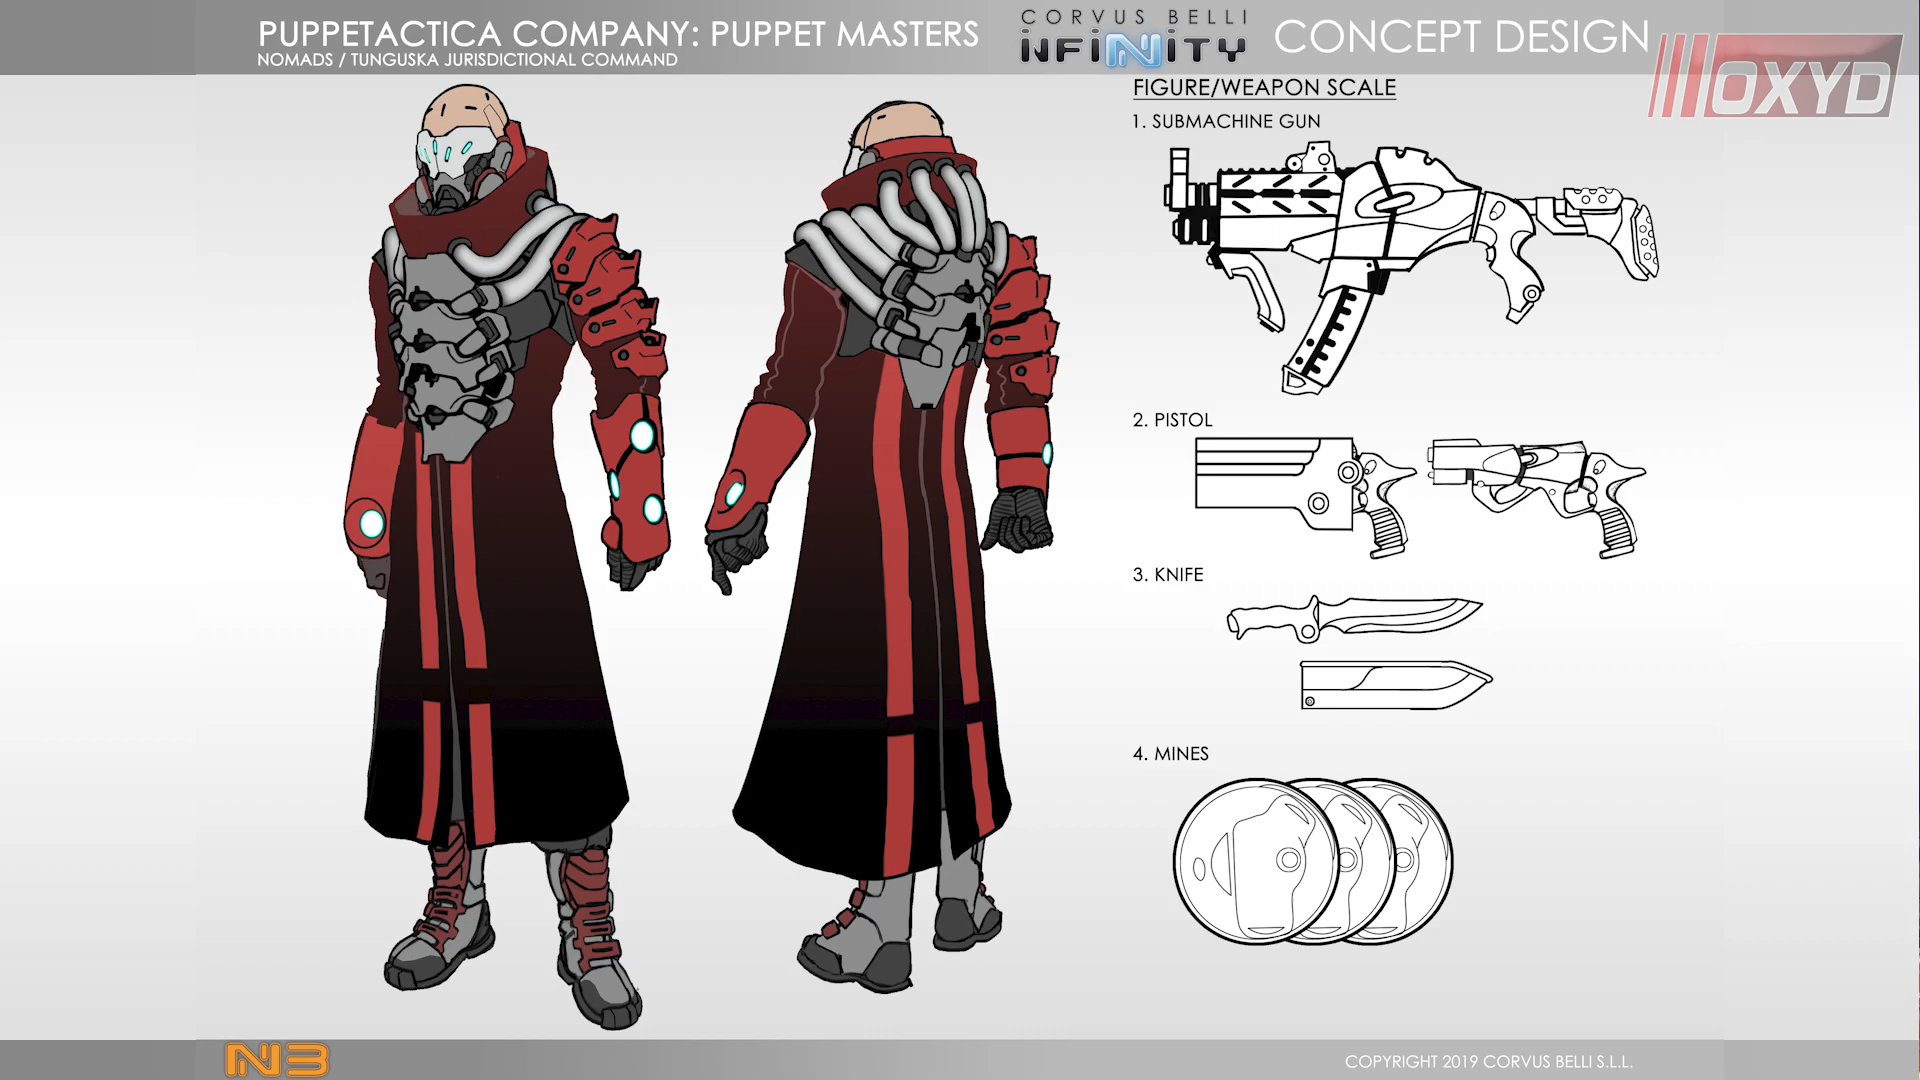 PUPPETACTICA COMPANY: PUPPET MASTERS
NOMADS / TUNGUSKA JURISDICTIONAL COMMAND
CORVUS BELLI
INFINITY
CONCEPT DESIGN
OXYD
FIGURE/WEAPON SCALE
1. SUBMACHINE GUN
2. PISTOL
3. KNIFE
4. MINES
N3
COPYRIGHT 2019 CORVUS BELLI S.L.L.